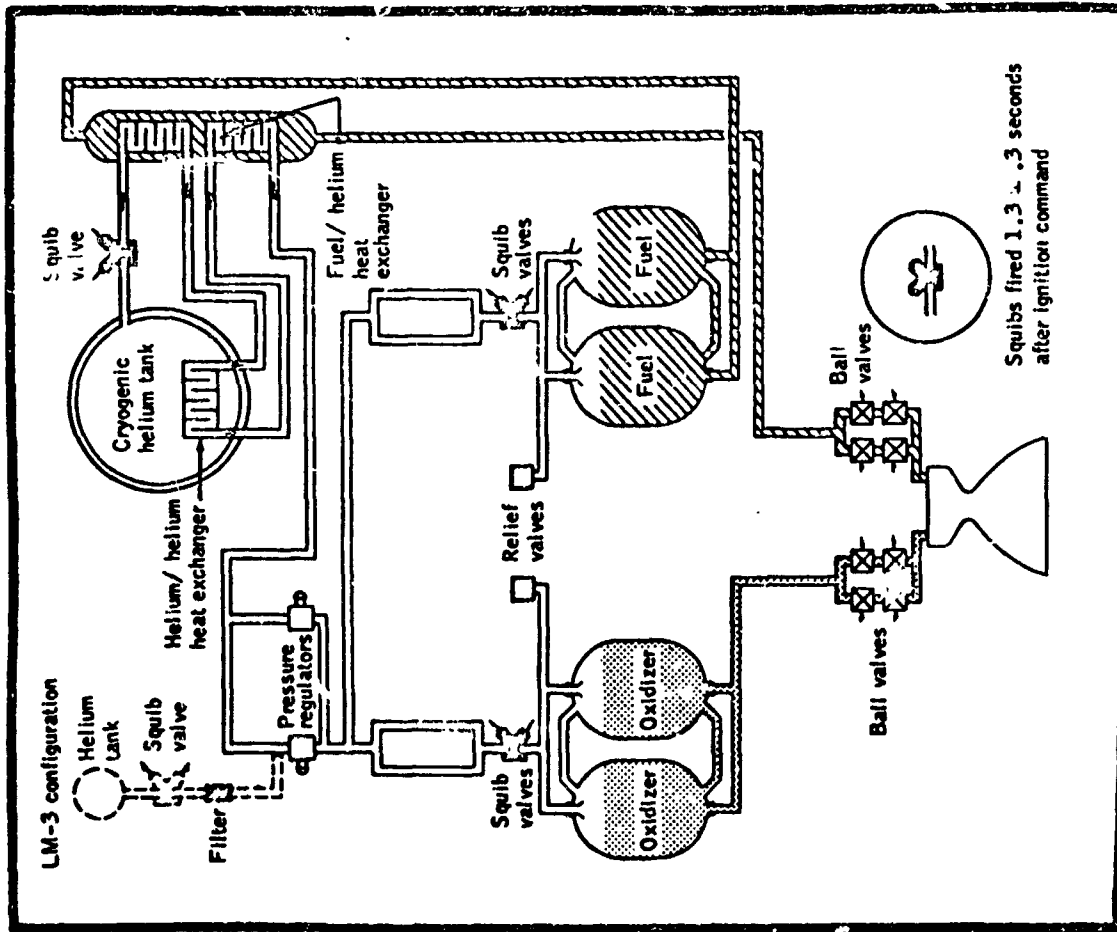 LM-3 configuration
Helium
tank
Squib
valve
Filter
Pressure
regulators
Helium/ helium
heat exchanger
Cryogenic
helium tank
Squib
valve
Fuel/ helium
heat
exchanger
Squib
valves
Squib
valves
Oxidizer
Oxidizer
Relief
valves
Fuel
Fuel
Ball valves
Ball
valves
Squibs fired 1.3 ± .3 seconds
after ignition command